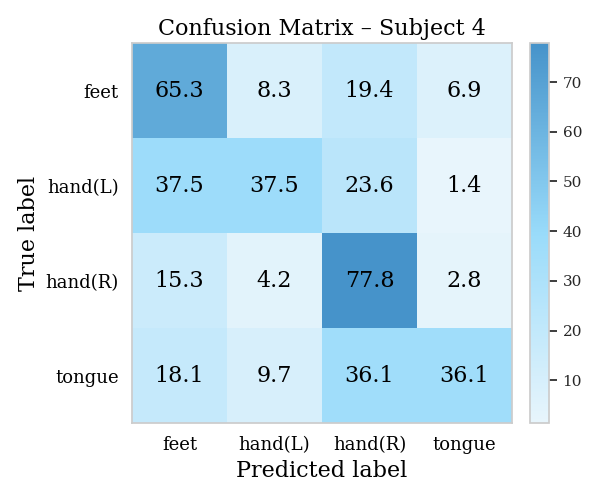 Confusion Matrix – Subject 4
True label
feet 65.3 8.3 19.4 6.9
hand(L) 37.5 37.5 23.6 1.4
hand(R) 15.3 4.2 77.8 2.8
tongue 18.1 9.7 36.1 36.1
feet hand(L) hand(R) tongue
Predicted label
70
60
50
40
30
20
10